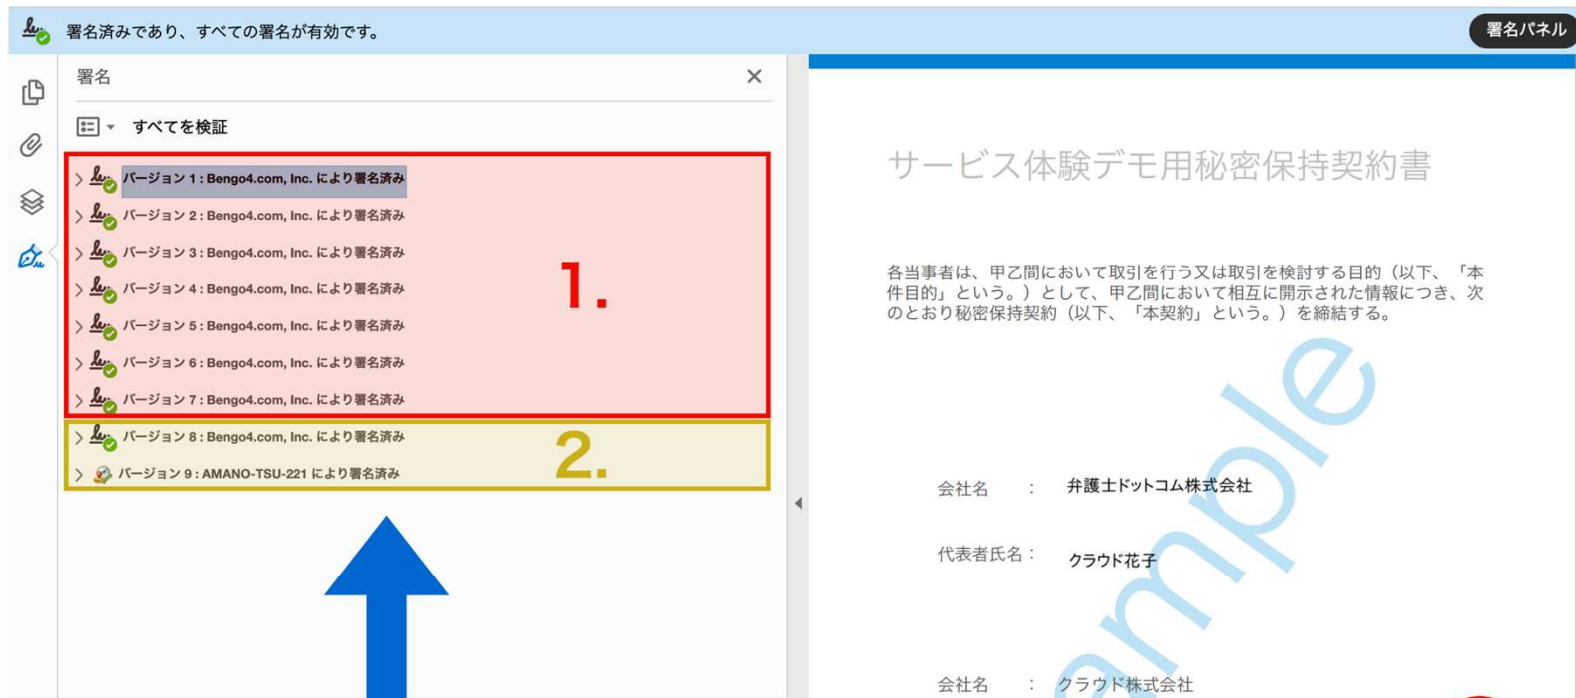 署名済みであり、すべての署名が有効です。
署名パネル
署名
すべてを検証
バージョン 1 : Bengo4.com, Inc. により署名済み
バージョン 2 : Bengo4.com, Inc. により署名済み
バージョン 3 : Bengo4.com, Inc. により署名済み
バージョン 4 : Bengo4.com, Inc. により署名済み
バージョン 5 : Bengo4.com, Inc. により署名済み
バージョン 6 : Bengo4.com, Inc. により署名済み
バージョン 7 : Bengo4.com, Inc. により署名済み
1.
バージョン 8 : Bengo4.com, Inc. により署名済み
バージョン 9 : AMANO-TSU-221 により署名済み
2.
サービス体験デモ用秘密保持契約書
各当事者は、甲乙間において取引を行う又は取引を検討する目的（以下、「本
件目的」という。）として、甲乙間において相互に開示された情報につき、次
のとおり秘密保持契約（以下、「本契約」という。）を締結する。
会社名 : 弁護士ドットコム株式会社
代表者氏名 : クラウド花子
会社名 : クラウド株式会社
ample